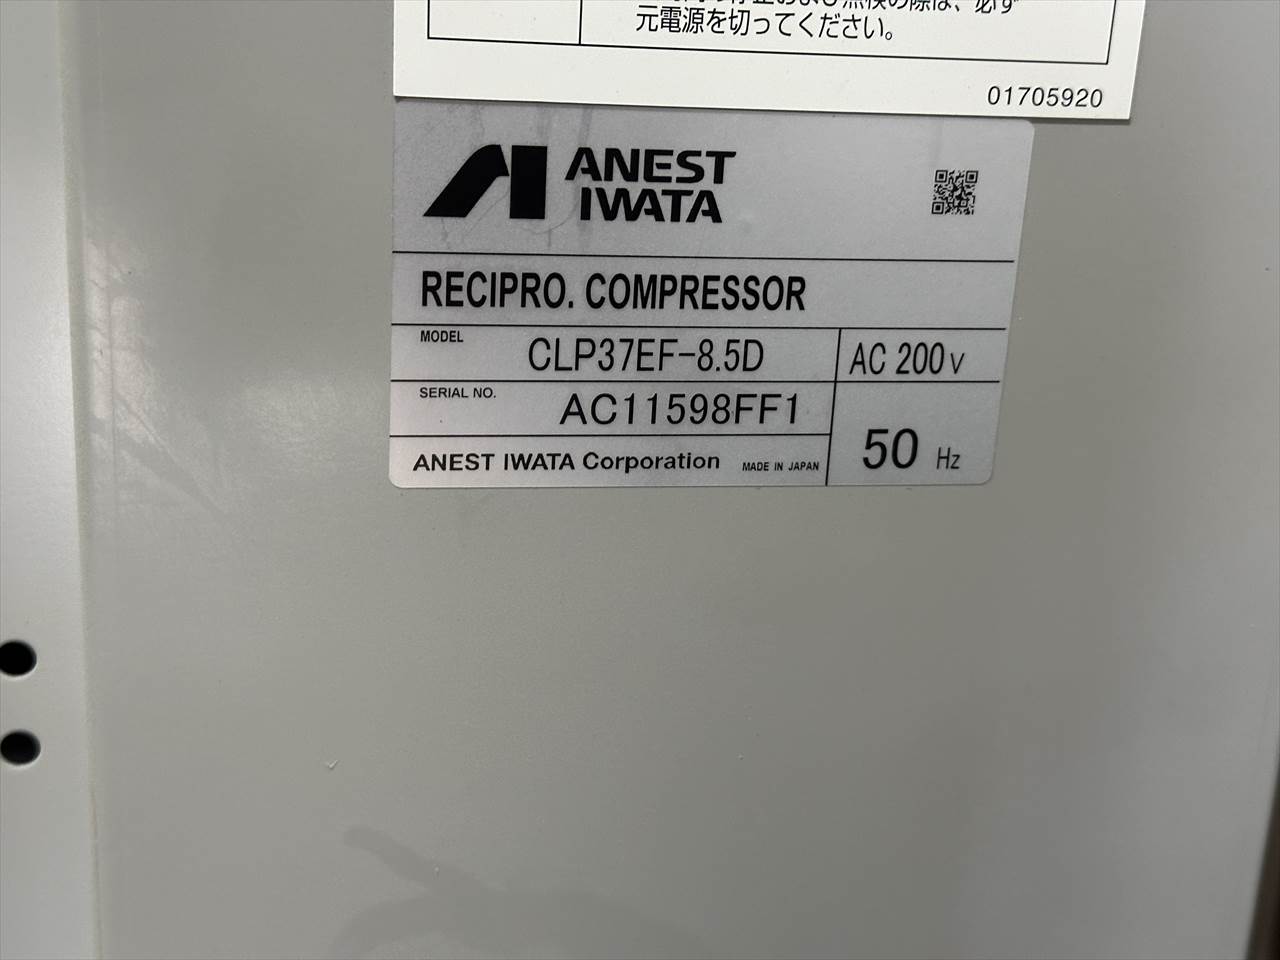 元電源を切ってください。
01705920
ANEST
IWATA
RECIPRO. COMPRESSOR
MODEL
CLP37EF-8.5D
AC 200V
SERIAL NO.
AC11598FF1
50 Hz
ANEST IWATA Corporation MADE IN JAPAN